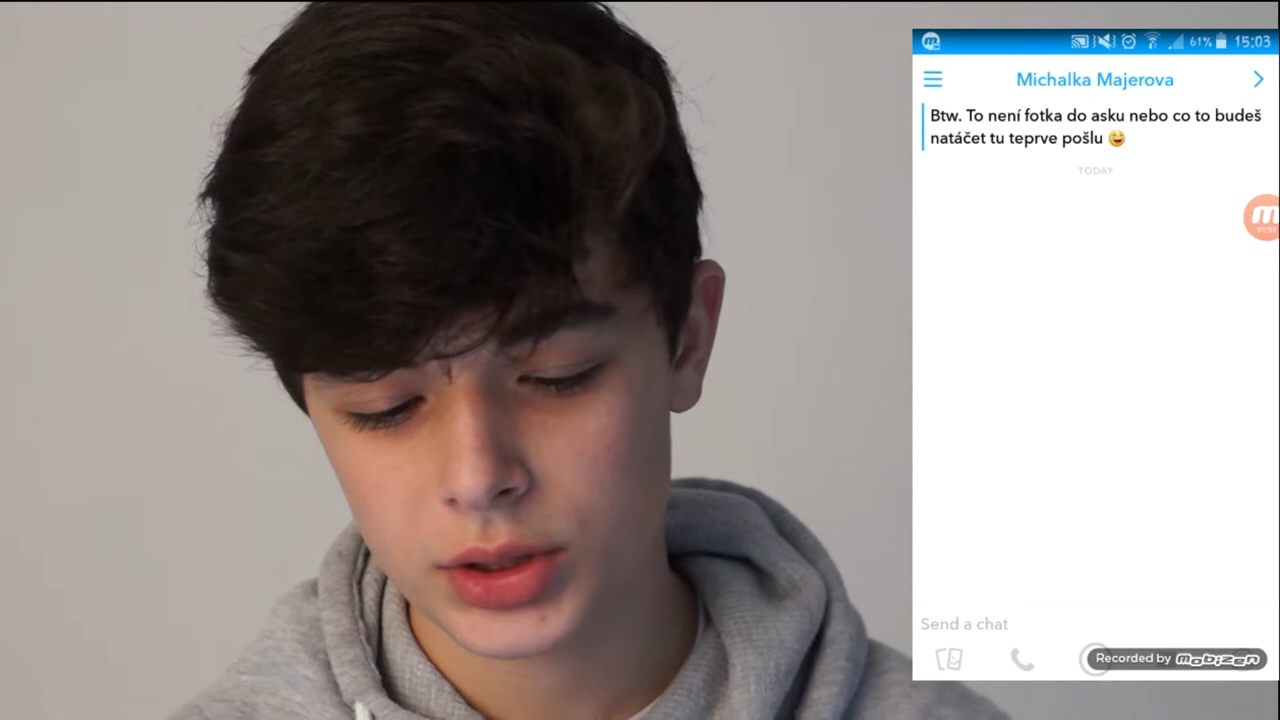 61% 15:03
Michalka Majerova
Btw. To není fotka do asku nebo co to budeš
natáčet tu teprve pošlu 😂
TODAY
Send a chat
Recorded by mobizen